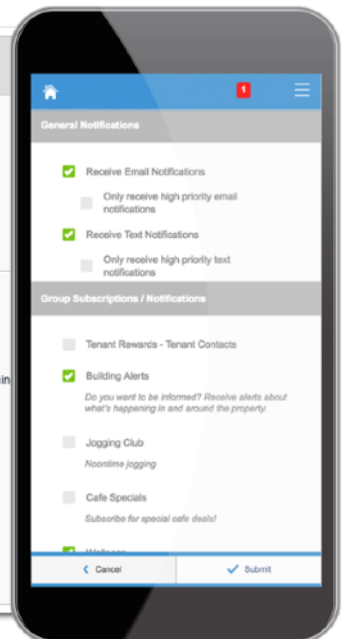 1
General Notifications
Receive Email Notifications
Only receive high priority email
notifications
Receive Text Notifications
Only receive high priority text
notifications
Group Subscriptions / Notifications
Tenant Rewards - Tenant Contacts
Building Alerts
Do you want to be informed? Receive alerts about
what's happening in and around the property.
Jogging Club
Noontime jogging
Cafe Specials
Subscribe for special cafe deals!
Wellness
Cancel
Submit